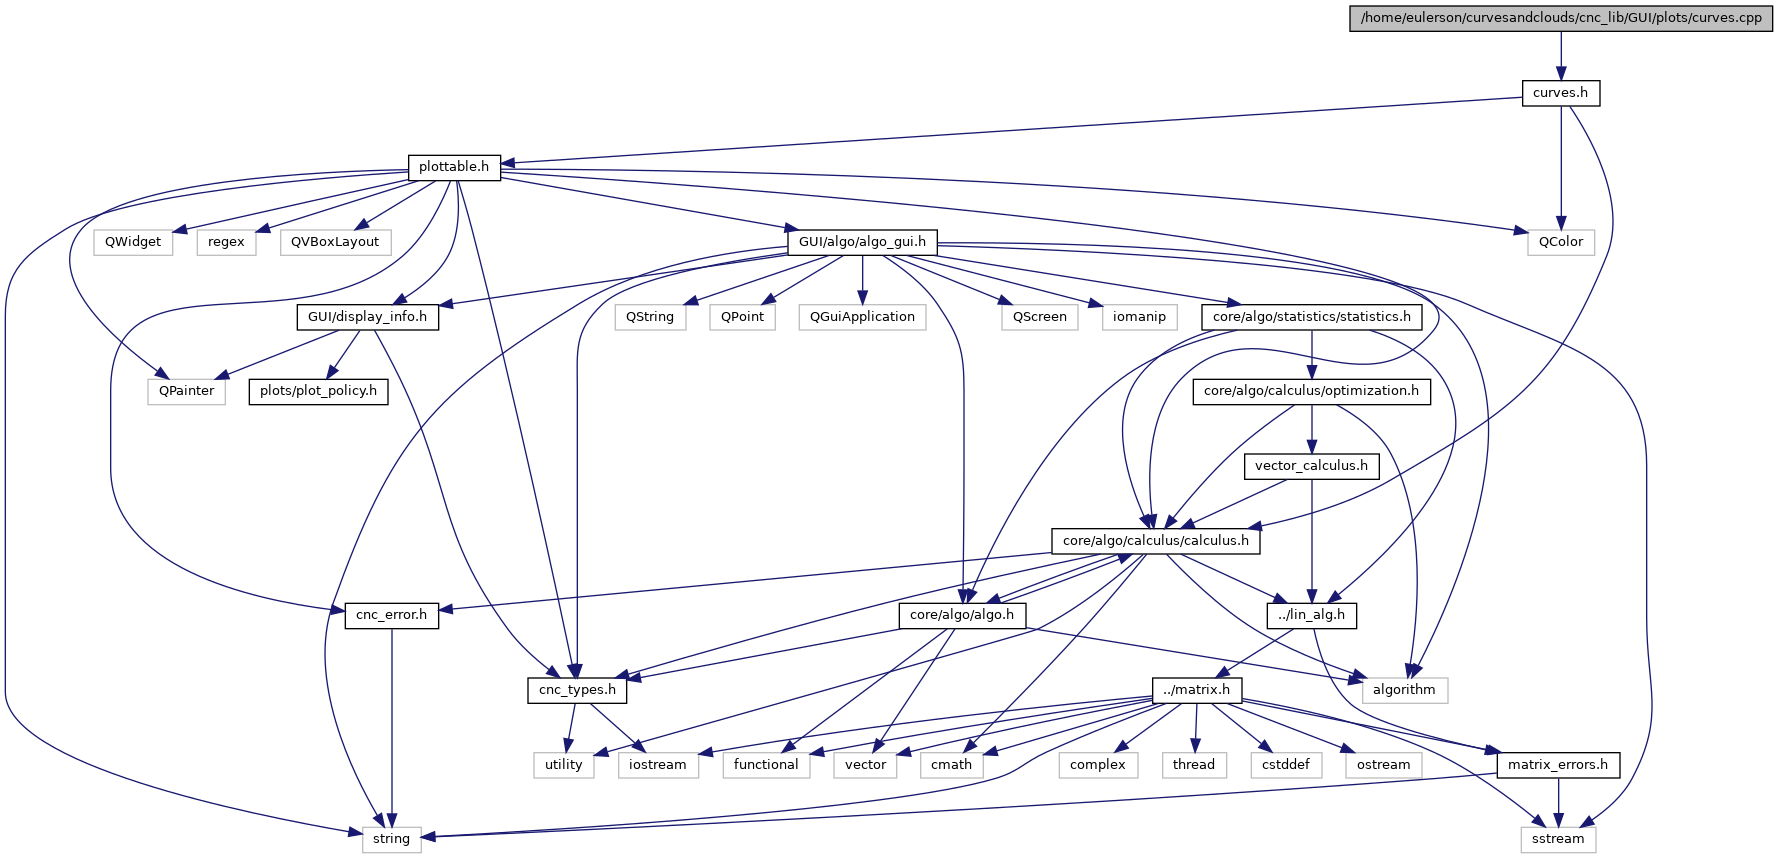 /home/eulerson/curvesandclouds/cnc_lib/GUI/plots/curves.cpp
curves.h
plottable.h
QWidget
regex
QVBoxLayout
GUI/algo/algo_gui.h
QColor
GUI/display_info.h
QString
QPoint
QGuiApplication
QScreen
iomanip
core/algo/statistics/statistics.h
QPainter
plots/plot_policy.h
core/algo/calculus/optimization.h
vector_calculus.h
core/algo/calculus/calculus.h
cnc_error.h
core/algo/algo.h
../lin_alg.h
cnc_types.h
../matrix.h
algorithm
utility
iostream
functional
vector
cmath
complex
thread
cstddef
ostream
matrix_errors.h
string
sstream